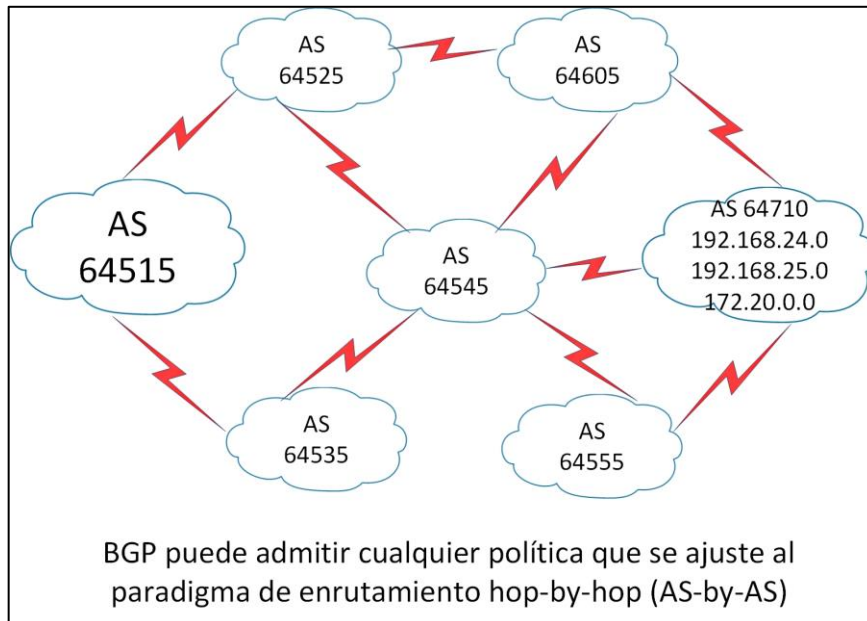 AS
64525
AS
64605
AS
64515
AS
64545
AS 64710
192.168.24.0
192.168.25.0
172.20.0.0
AS
64535
AS
64555
BGP puede admitir cualquier política que se ajuste al
paradigma de enrutamiento hop-by-hop (AS-by-AS)